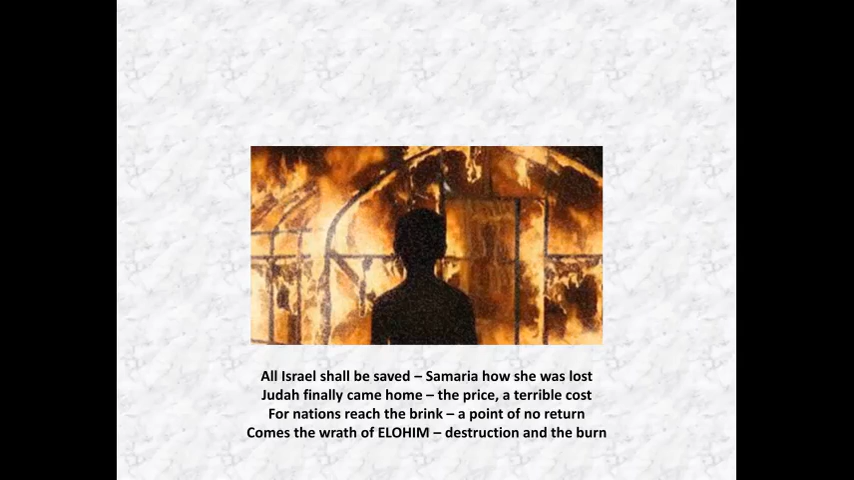 All Israel shall be saved – Samaria how she was lost
Judah finally came home – the price, a terrible cost
For nations reach the brink – a point of no return
Comes the wrath of ELOHIM – destruction and the burn